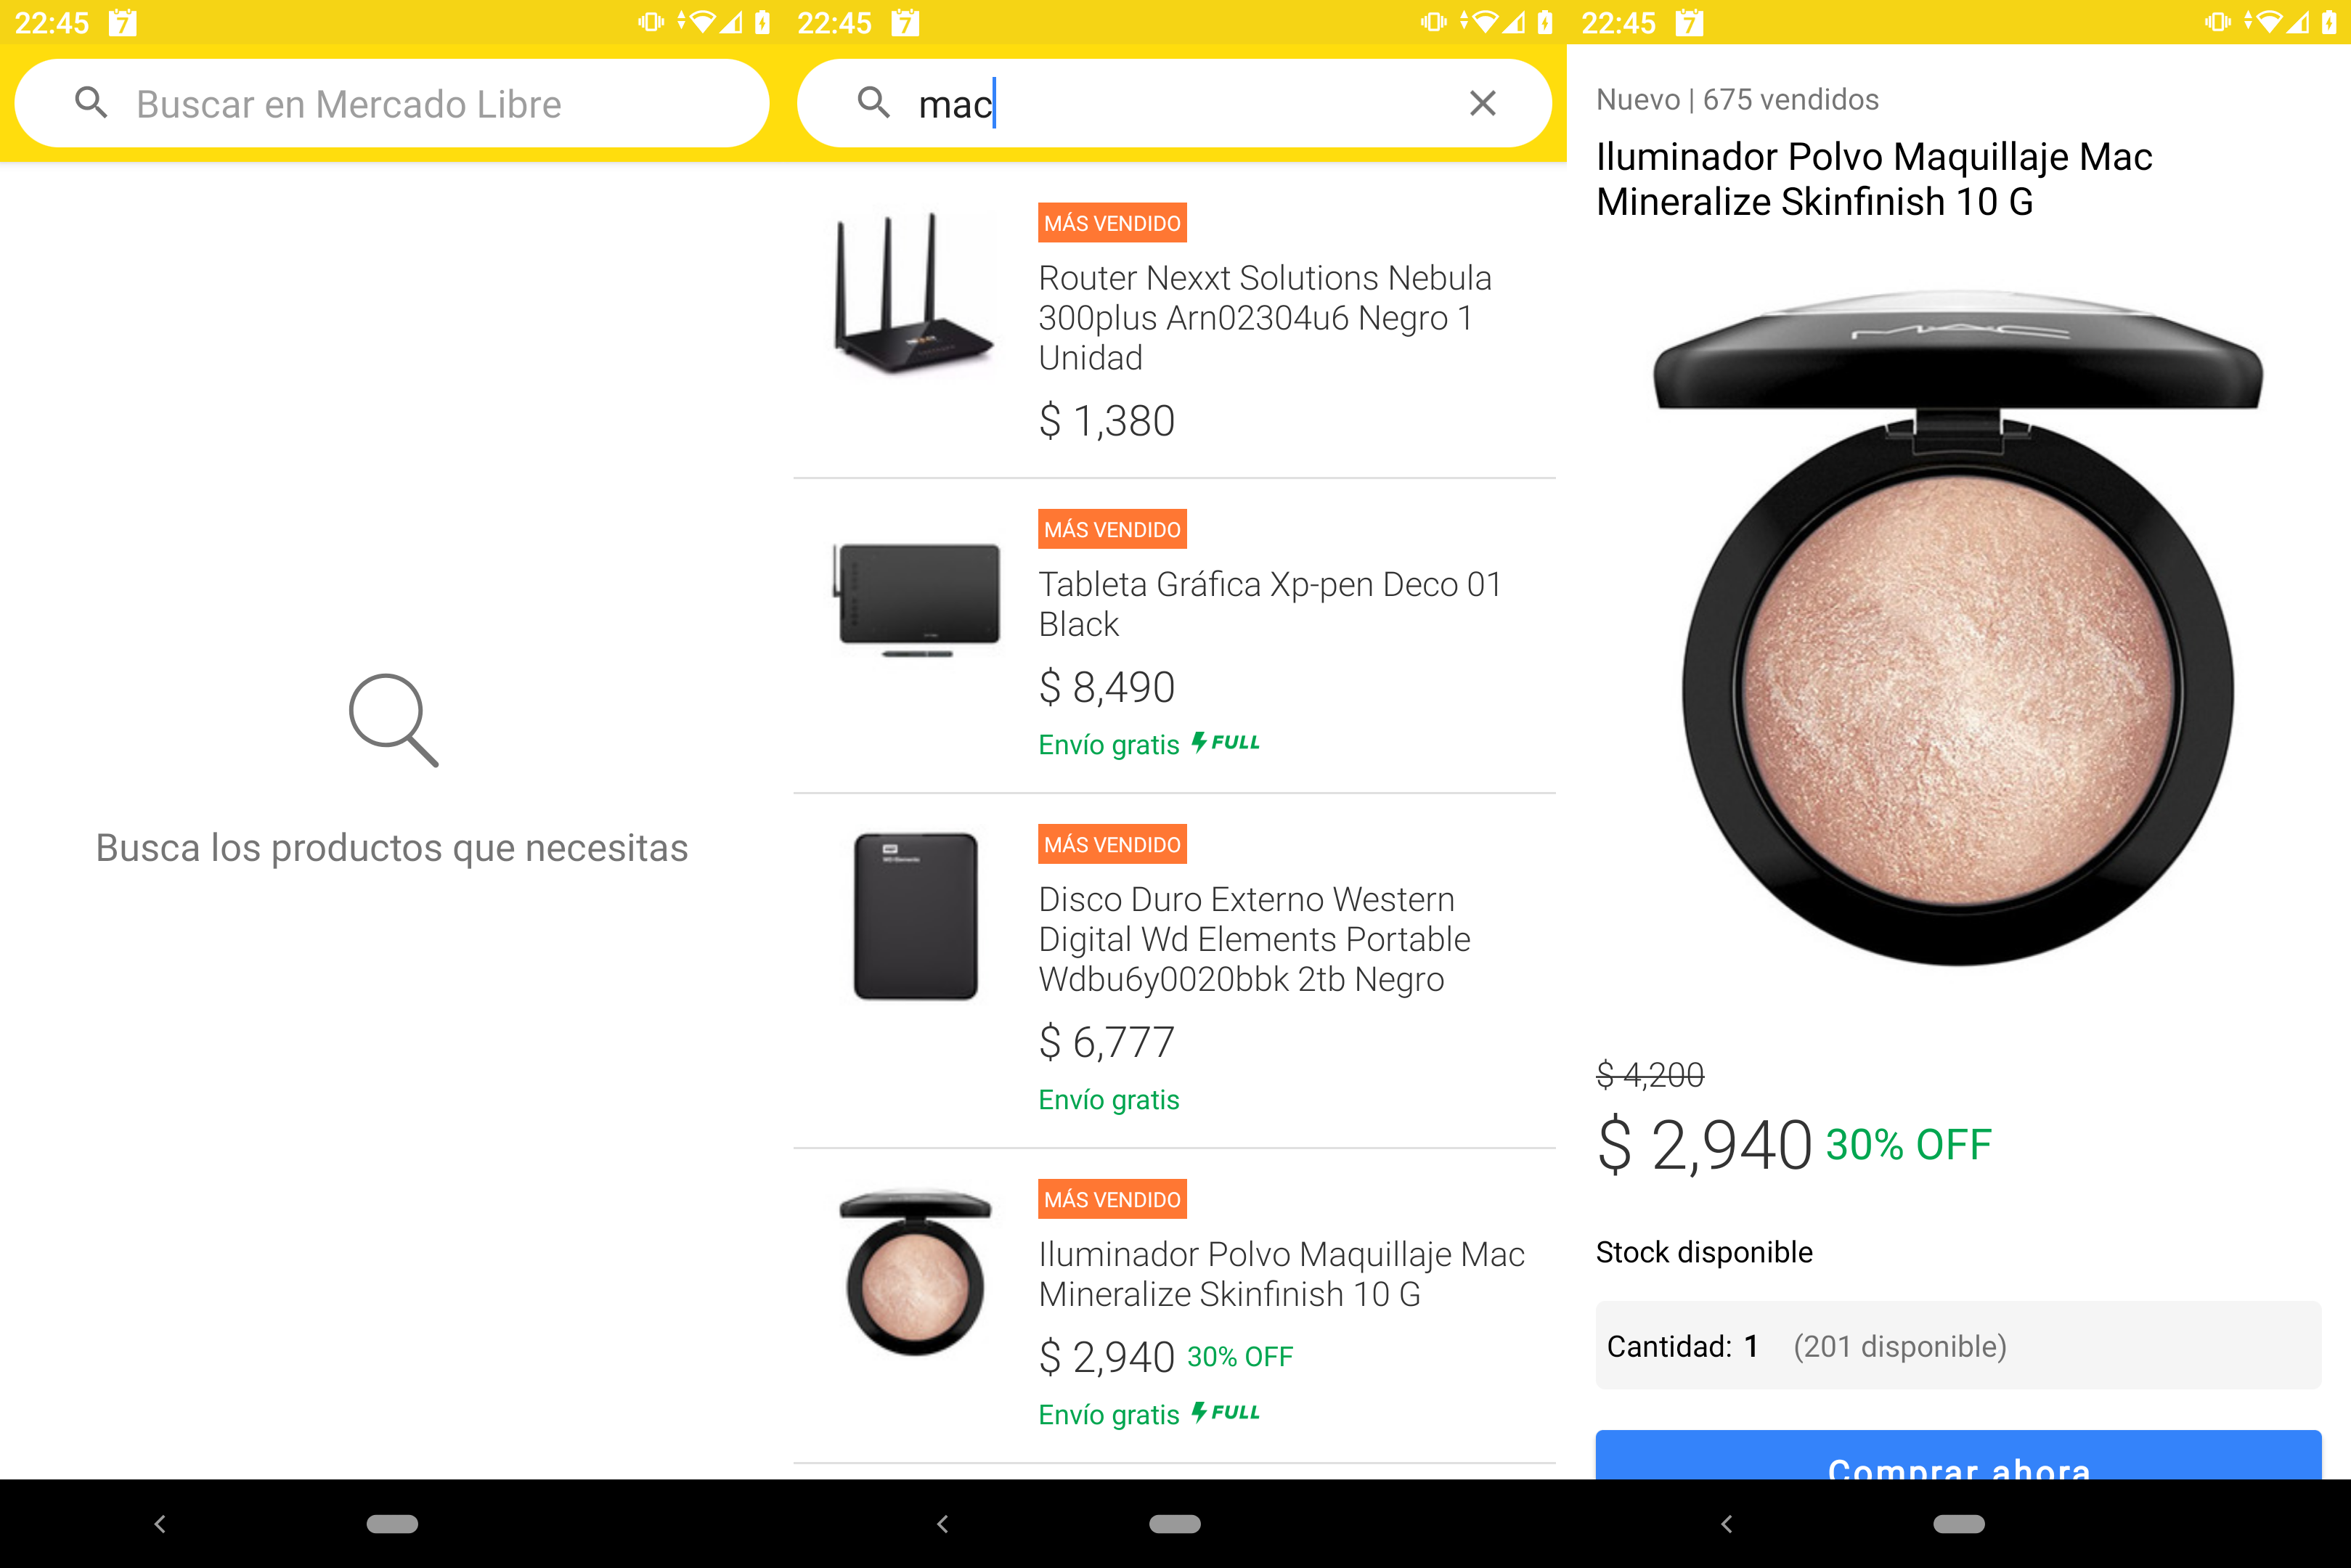 22:45 7
Buscar en Mercado Libre
Busca los productos que necesitas
22:45 7
mac
MÁS VENDIDO
Router Nexxt Solutions Nebula
300plus Arn02304u6 Negro 1
Unidad
$ 1,380
MÁS VENDIDO
Tableta Gráfica Xp-pen Deco 01
Black
$ 8,490
Envío gratis FULL
WD
WD Elements
MÁS VENDIDO
Disco Duro Externo Western
Digital Wd Elements Portable
Wdbu6y0020bbk 2tb Negro
$ 6,777
Envío gratis
MÁS VENDIDO
Iluminador Polvo Maquillaje Mac
Mineralize Skinfinish 10 G
$ 2,940 30% OFF
Envío gratis FULL
22:45 7
Nuevo | 675 vendidos
Iluminador Polvo Maquillaje Mac
Mineralize Skinfinish 10 G
MAC
$ 4,200
$ 2,940 30% OFF
Stock disponible
Cantidad: 1 (201 disponible)
Comprar ahora